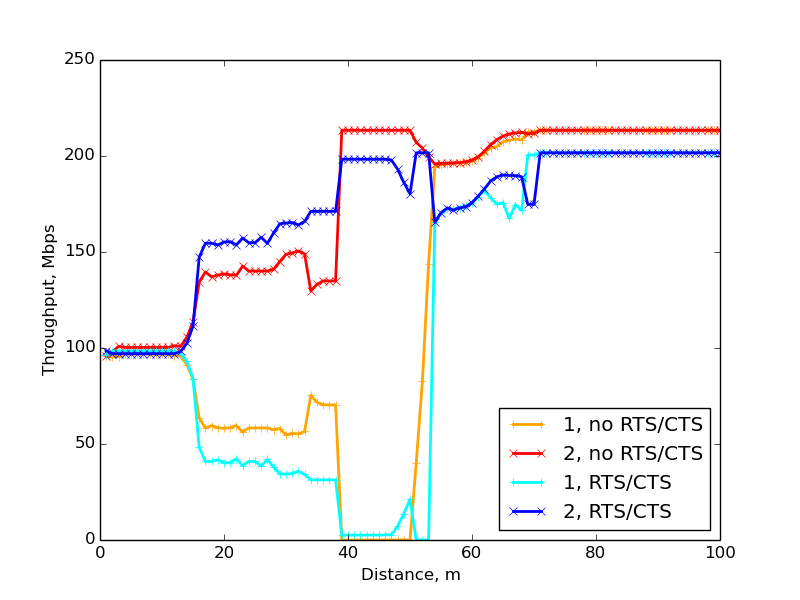 250
200
150
100
50
0
Throughput, Mbps
0 20 40 60 80 100
Distance, m
1, no RTS/CTS
2, no RTS/CTS
1, RTS/CTS
2, RTS/CTS